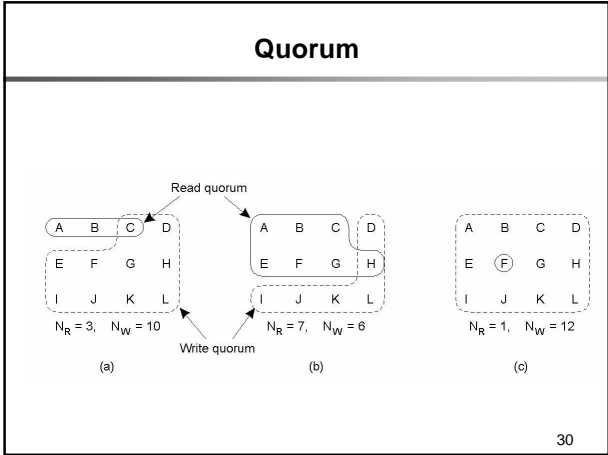 Quorum
Read quorum
A B C D
E F G H
I J K L
N_R = 3, N_W = 10
(a)
Write quorum
A B C D
E F G H
I J K L
N_R = 7, N_W = 6
(b)
A B C D
E F G H
I J K L
N_R = 1, N_W = 12
(c)
30